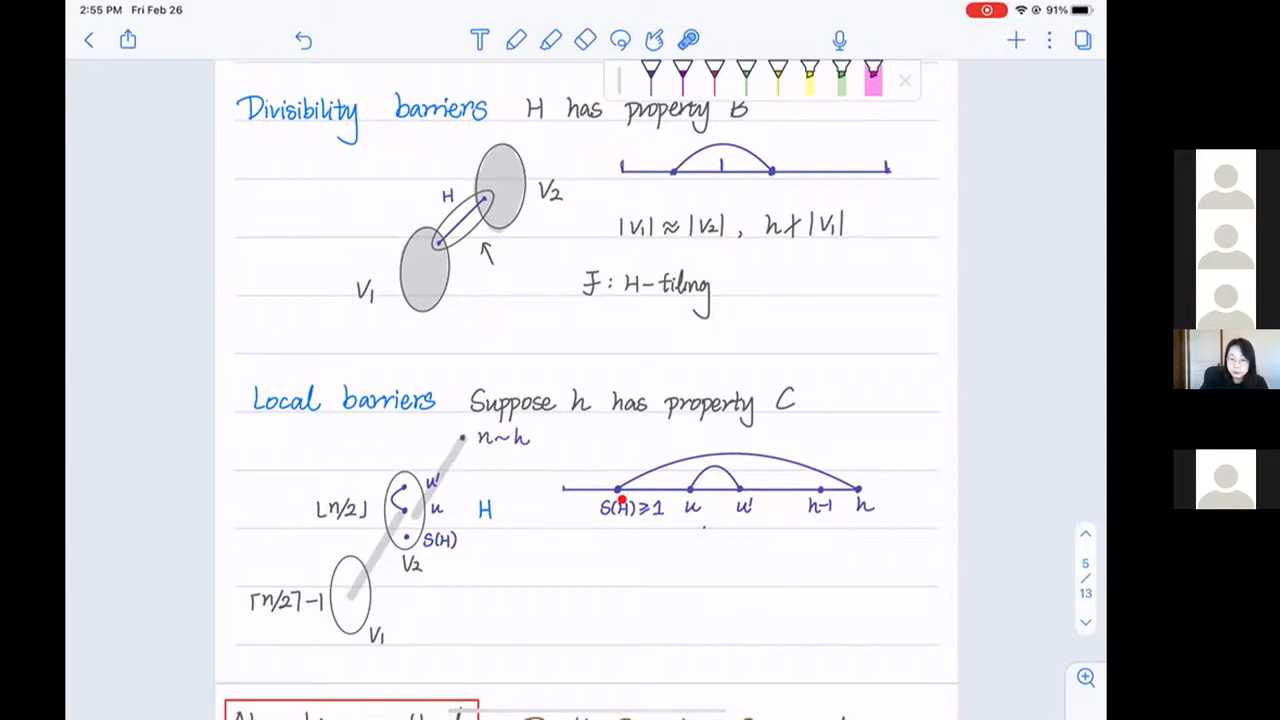 2:55 PM Fri Feb 26
91%
Divisibility barriers H has property B
H
V2
V1
|V1| ≈ |V2|, h∤|V1|
F : H-tiling
Local barriers Suppose h has property C
n~h
⌊n/2⌋
u'
u
S(H)
V2
H
S(H)≥1 u u' h-1 h
⌈n/2⌉-1
V1
5
/
13